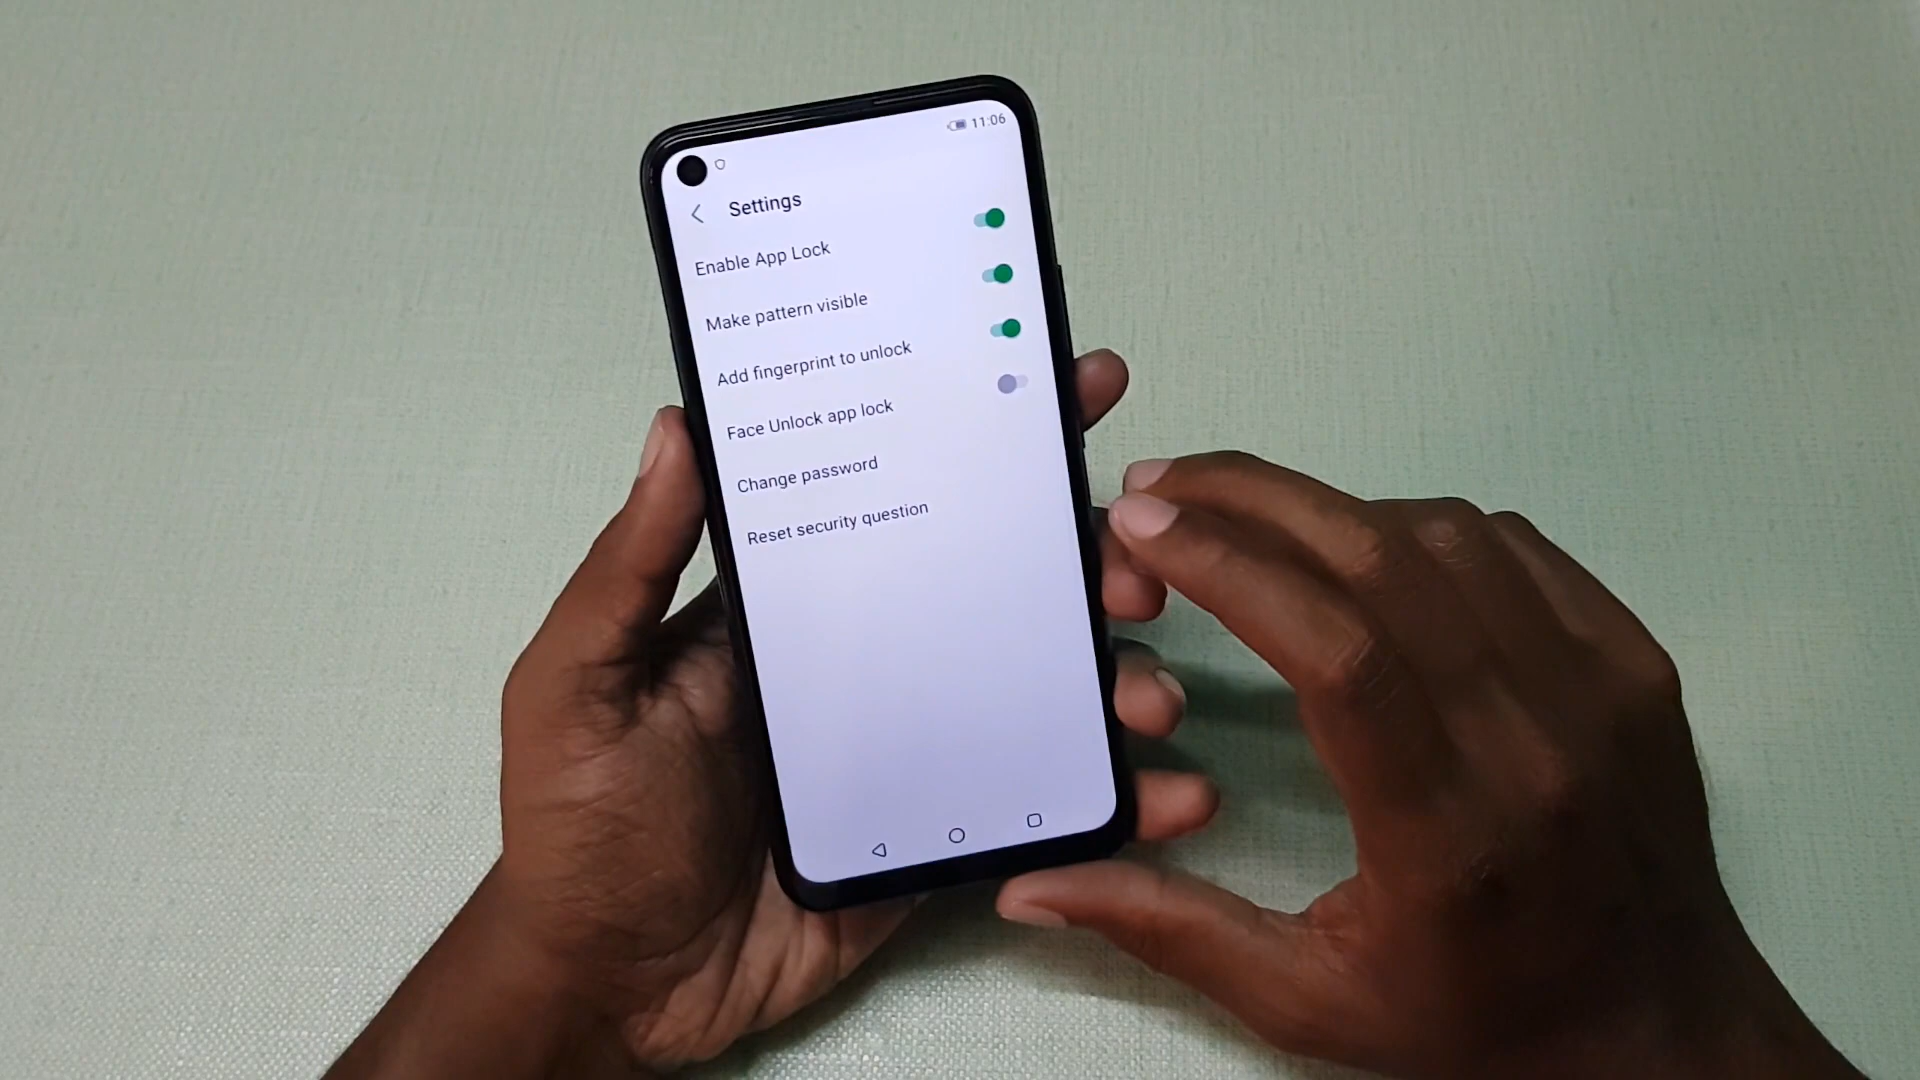 11:06
Settings
Enable App Lock
Make pattern visible
Add fingerprint to unlock
Face Unlock app lock
Change password
Reset security question